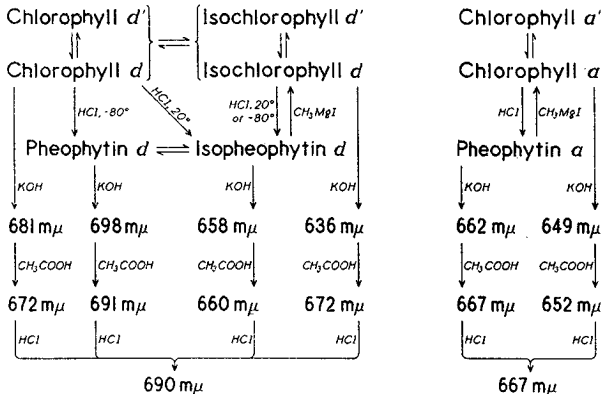 Chlorophyll d' Isochlorophyll d' Chlorophyll a'
Chlorophyll d Isochlorophyll d Chlorophyll a
HCl, -80° HCl, 20° HCl, 20° or -80° CH₃MgI HCl CH₃MgI
Pheophytin d Isopheophytin d Pheophytin a
KOH KOH KOH KOH KOH KOH
681 mμ 698 mμ 658 mμ 636 mμ 662 mμ 649 mμ
CH₃COOH CH₃COOH CH₃COOH CH₃COOH CH₃COOH CH₃COOH
672 mμ 691 mμ 660 mμ 672 mμ 667 mμ 652 mμ
HCl HCl HCl HCl HCl HCl
690 mμ 667 mμ